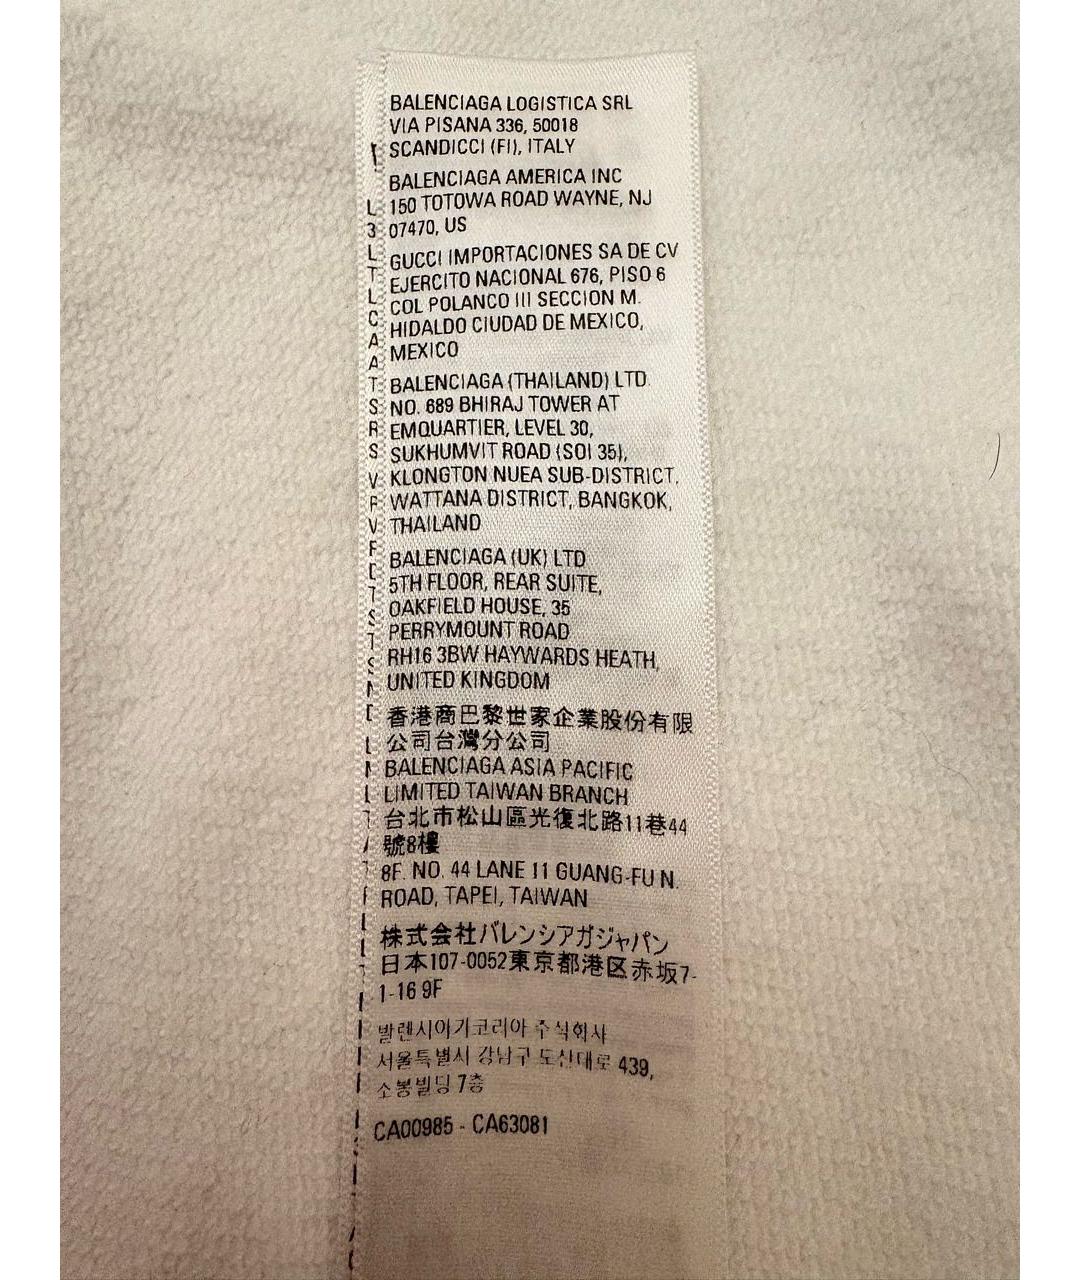 BALENCIAGA LOGISTICA SRL
VIA PISANA 336, 50018
SCANDICCI (FI), ITALY
BALENCIAGA AMERICA INC
150 TOTOWA ROAD WAYNE, NJ
07470, US
GUCCI IMPORTACIONES SA DE CV
EJERCITO NACIONAL 676, PISO 6
COL POLANCO III SECCION M.
HIDALDO CIUDAD DE MEXICO,
MEXICO
BALENCIAGA (THAILAND) LTD
NO. 689 BHIRAJ TOWER AT
EMQUARTIER, LEVEL 30,
SUKHUMVIT ROAD (SOI 35),
KLONGTON NUEA SUB-DISTRICT,
WATTANA DISTRICT, BANGKOK,
THAILAND
BALENCIAGA (UK) LTD
5TH FLOOR, REAR SUITE,
OAKFIELD HOUSE, 35
PERRYMOUNT ROAD
RH16 3BW HAYWARDS HEATH,
UNITED KINGDOM
香港商巴黎世家企業股份有限
公司台灣分公司
BALENCIAGA ASIA PACIFIC
LIMITED TAIWAN BRANCH
台北市松山區光復北路11巷44
號8樓
8F. NO. 44 LANE 11 GUANG-FU N.
ROAD, TAPEI, TAIWAN
株式会社バレンシアガジャパン
日本107-0052東京都港区赤坂7-
1-16 9F
발렌시아가코리아 주식회사
서울특별시 강남구 도산대로 439,
소봉빌딩 7층
CA00985 - CA63081